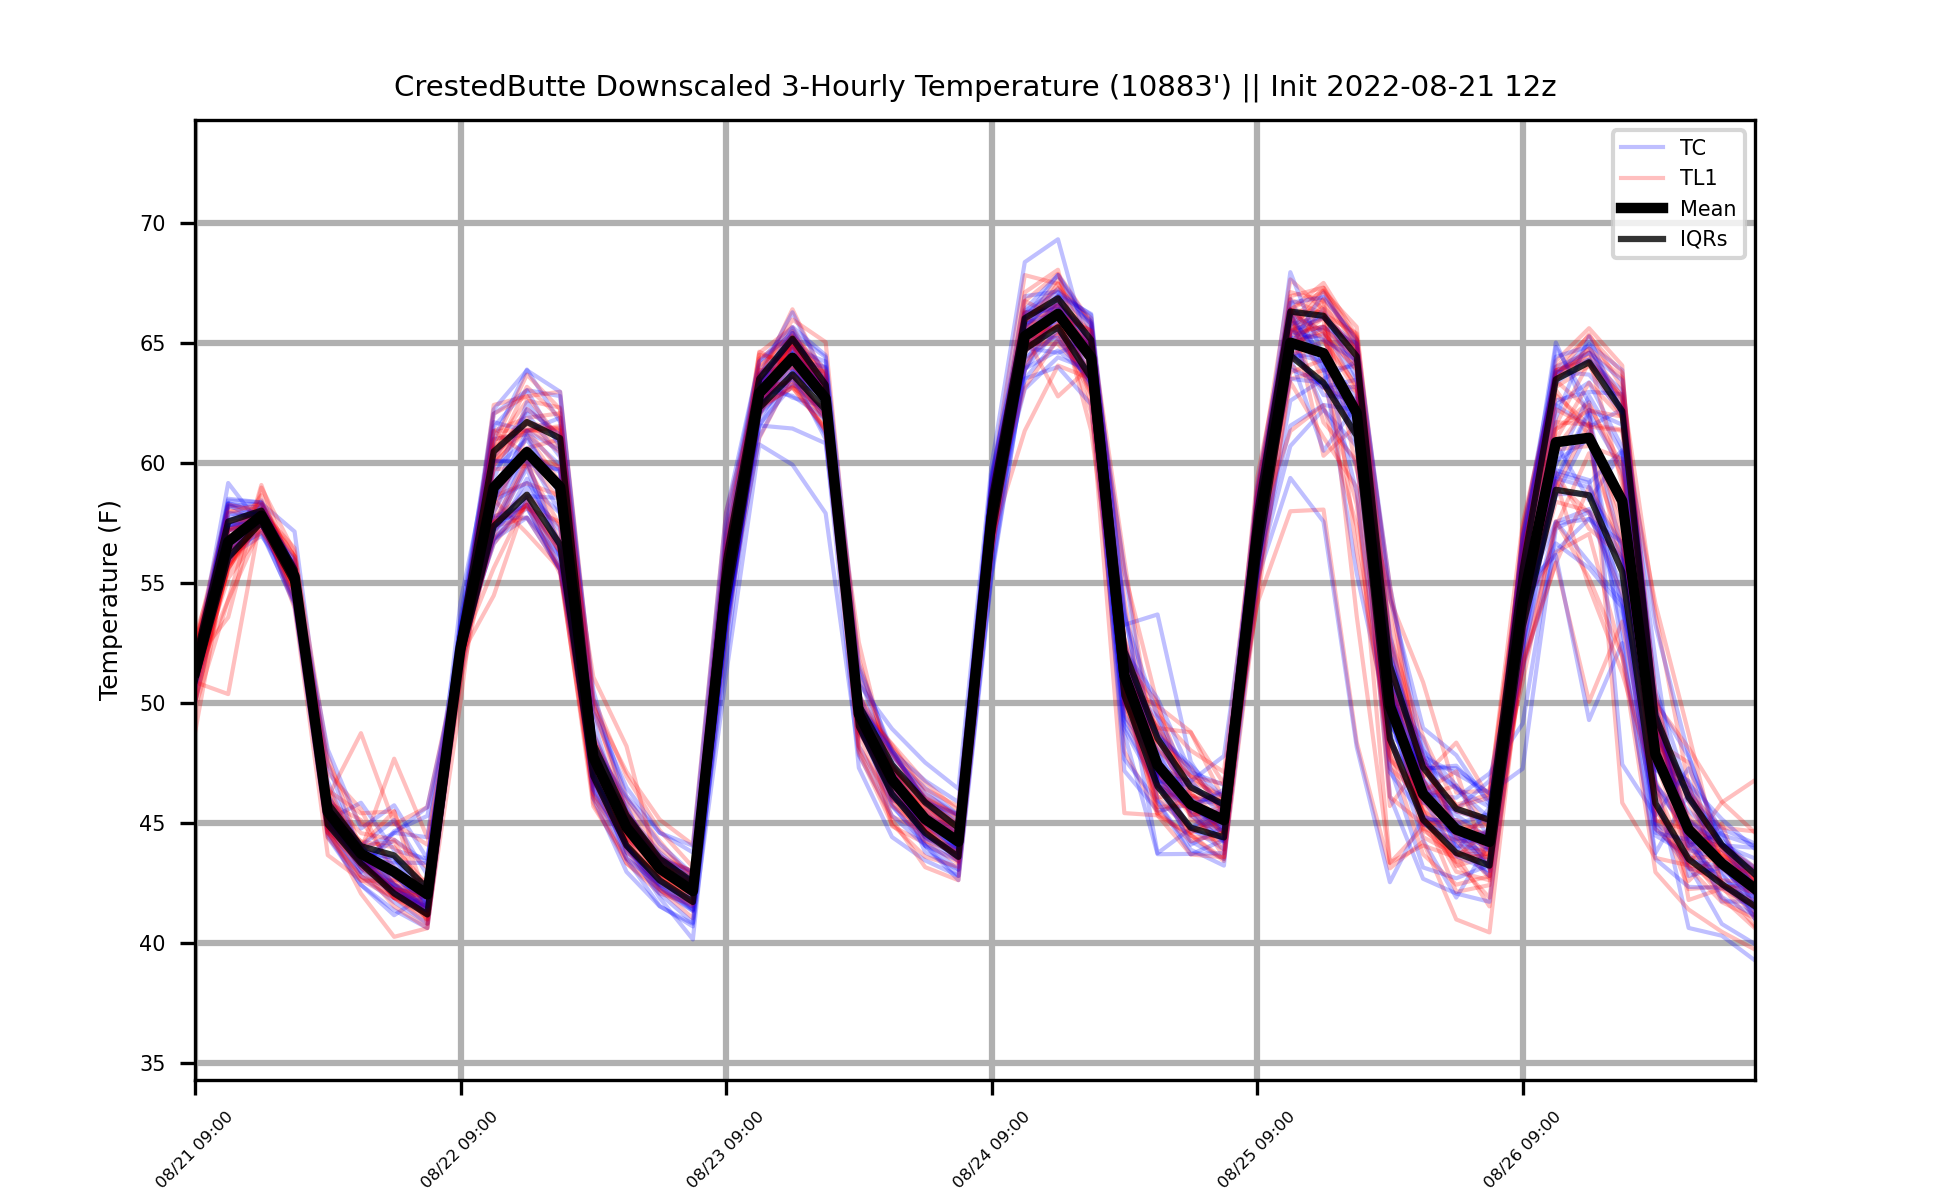 CrestedButte Downscaled 3-Hourly Temperature (10883') || Init 2022-08-21 12z
TC
TL1
Mean
IQRs
Temperature (F)
70
65
60
55
50
45
40
35
08/21 09:00
08/22 09:00
08/23 09:00
08/24 09:00
08/25 09:00
08/26 09:00